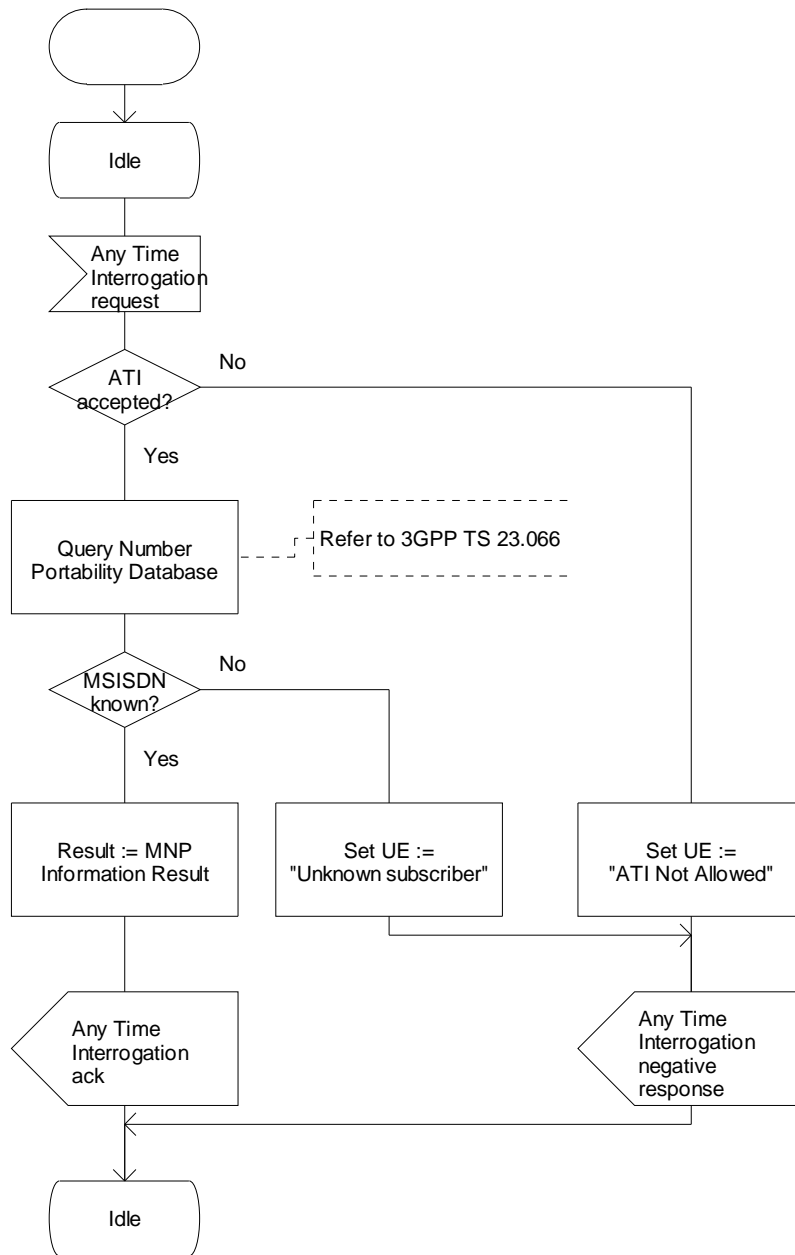 Idle
Any Time
Interrogation
request
ATI
accepted?
No
Yes
Query Number
Portability Database
Refer to 3GPP TS 23.066
MSISDN
known?
No
Yes
Result := MNP
Information Result
Set UE :=
"Unknown subscriber"
Set UE :=
"ATI Not Allowed"
Any Time
Interrogation
ack
Any Time
Interrogation
negative
response
Idle